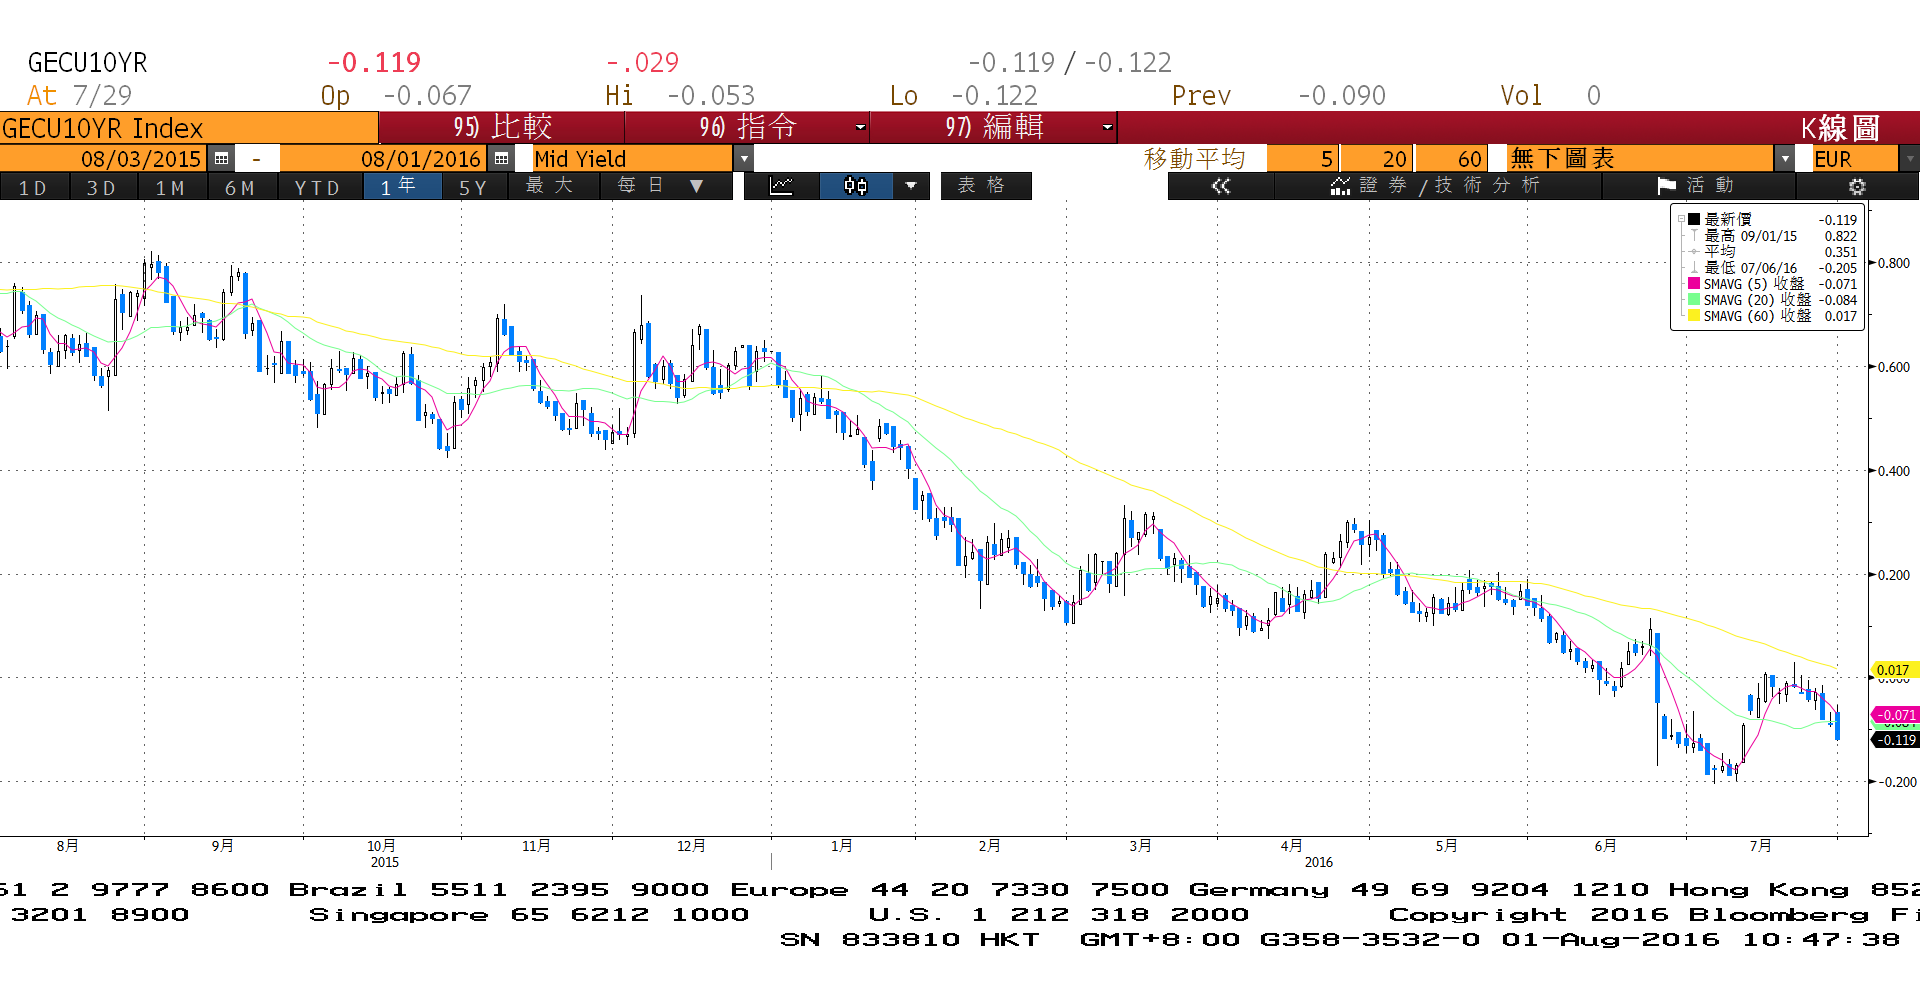 GECU10YR -0.119 -.029 -0.119 / -0.122
At 7/29 Op -0.067 Hi -0.053 Lo -0.122 Prev -0.090 Vol 0
GECU10YR Index 95) 比較 96) 指令 97) 編輯 K線圖
08/03/2015 - 08/01/2016 Mid Yield 移動平均 5 20 60 無下圖表 EUR
1D 3D 1M 6M YTD 1年 5Y 最大 每日 ▼ 表格 « 證券/技術分析 活動
最新價 -0.119
最高 09/01/15 0.822
平均 0.351
最低 07/06/16 -0.205
SMAVG (5) 收盤 -0.071
SMAVG (20) 收盤 -0.084
SMAVG (60) 收盤 0.017
0.800
0.600
0.400
0.200
0.017
0.000
-0.071
-0.119
-0.200
8月 9月 10月 11月 12月 1月 2月 3月 4月 5月 6月 7月
2015 2016
61 2 9777 8600 Brazil 5511 2395 9000 Europe 44 20 7330 7500 Germany 49 69 9204 1210 Hong Kong 852
3201 8900 Singapore 65 6212 1000 U.S. 1 212 318 2000 Copyright 2016 Bloomberg Fi
SN 833810 HKT GMT+8:00 G358-3532-0 01-Aug-2016 10:47:38